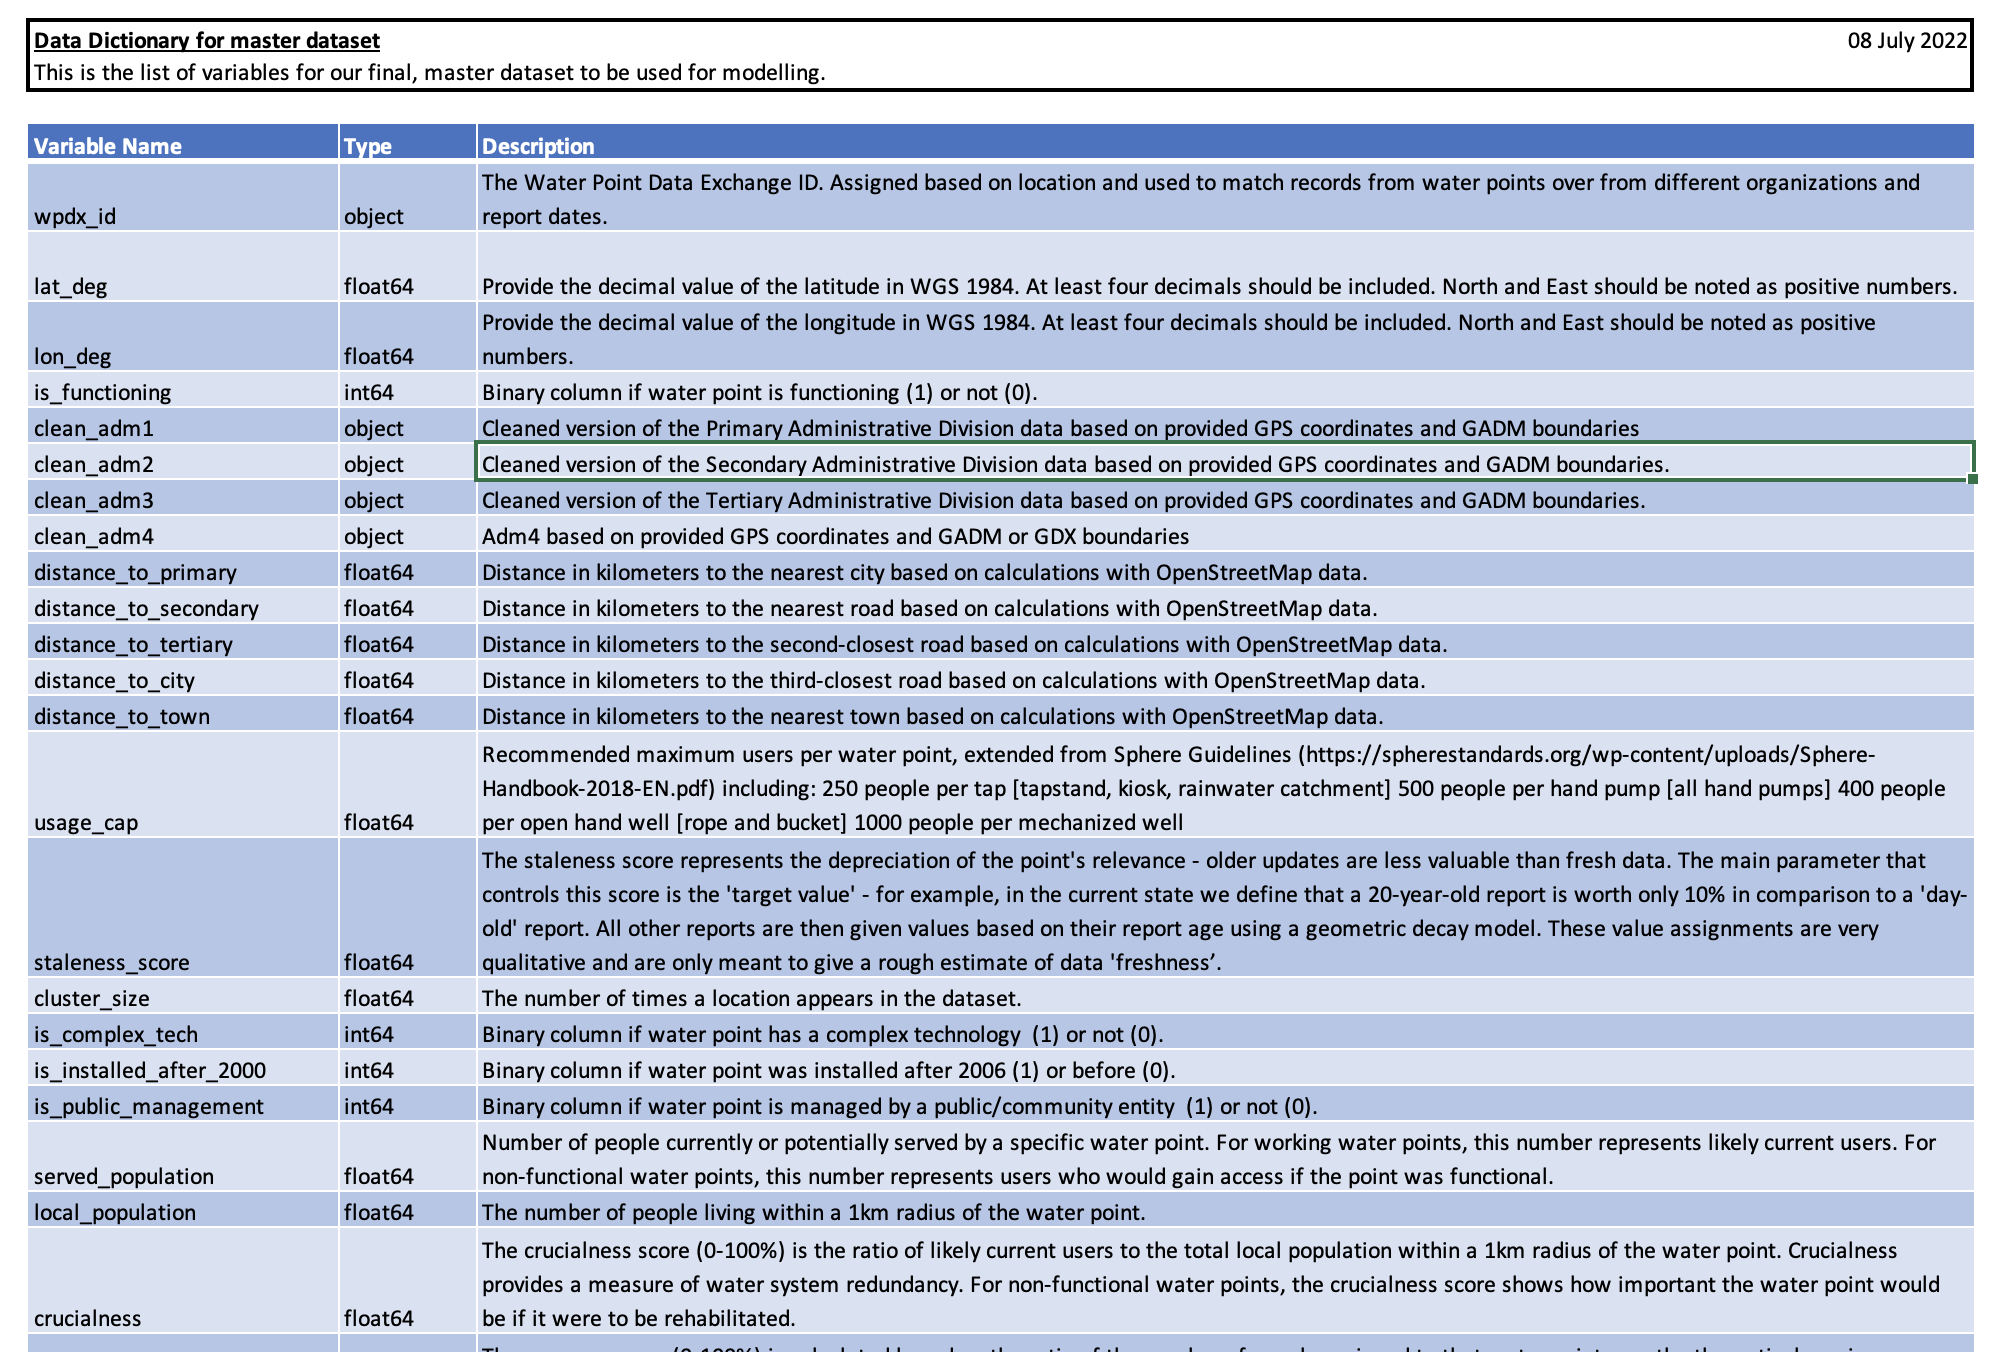 Data Dictionary for master dataset 08 July 2022
This is the list of variables for our final, master dataset to be used for modelling.
Variable Name Type Description
The Water Point Data Exchange ID. Assigned based on location and used to match records from water points over from different organizations and
wpdx_id object report dates.
lat_deg float64 Provide the decimal value of the latitude in WGS 1984. At least four decimals should be included. North and East should be noted as positive numbers.
Provide the decimal value of the longitude in WGS 1984. At least four decimals should be included. North and East should be noted as positive
lon_deg float64 numbers.
is_functioning int64 Binary column if water point is functioning (1) or not (0).
clean_adm1 object Cleaned version of the Primary Administrative Division data based on provided GPS coordinates and GADM boundaries
clean_adm2 object Cleaned version of the Secondary Administrative Division data based on provided GPS coordinates and GADM boundaries.
clean_adm3 object Cleaned version of the Tertiary Administrative Division data based on provided GPS coordinates and GADM boundaries.
clean_adm4 object Adm4 based on provided GPS coordinates and GADM or GDX boundaries
distance_to_primary float64 Distance in kilometers to the nearest city based on calculations with OpenStreetMap data.
distance_to_secondary float64 Distance in kilometers to the nearest road based on calculations with OpenStreetMap data.
distance_to_tertiary float64 Distance in kilometers to the second-closest road based on calculations with OpenStreetMap data.
distance_to_city float64 Distance in kilometers to the third-closest road based on calculations with OpenStreetMap data.
distance_to_town float64 Distance in kilometers to the nearest town based on calculations with OpenStreetMap data.
Recommended maximum users per water point, extended from Sphere Guidelines (https://spherestandards.org/wp-content/uploads/Sphere-
Handbook-2018-EN.pdf) including: 250 people per tap [tapstand, kiosk, rainwater catchment] 500 people per hand pump [all hand pumps] 400 people
usage_cap float64 per open hand well [rope and bucket] 1000 people per mechanized well
The staleness score represents the depreciation of the point's relevance - older updates are less valuable than fresh data. The main parameter that
controls this score is the 'target value' - for example, in the current state we define that a 20-year-old report is worth only 10% in comparison to a 'day-
old' report. All other reports are then given values based on their report age using a geometric decay model. These value assignments are very
staleness_score float64 qualitative and are only meant to give a rough estimate of data 'freshness’.
cluster_size float64 The number of times a location appears in the dataset.
is_complex_tech int64 Binary column if water point has a complex technology  (1) or not (0).
is_installed_after_2000 int64 Binary column if water point was installed after 2006 (1) or before (0).
is_public_management int64 Binary column if water point is managed by a public/community entity  (1) or not (0).
Number of people currently or potentially served by a specific water point. For working water points, this number represents likely current users. For
served_population float64 non-functional water points, this number represents users who would gain access if the point was functional.
local_population float64 The number of people living within a 1km radius of the water point.
The crucialness score (0-100%) is the ratio of likely current users to the total local population within a 1km radius of the water point. Crucialness
provides a measure of water system redundancy. For non-functional water points, the crucialness score shows how important the water point would
crucialness float64 be if it were to be rehabilitated.